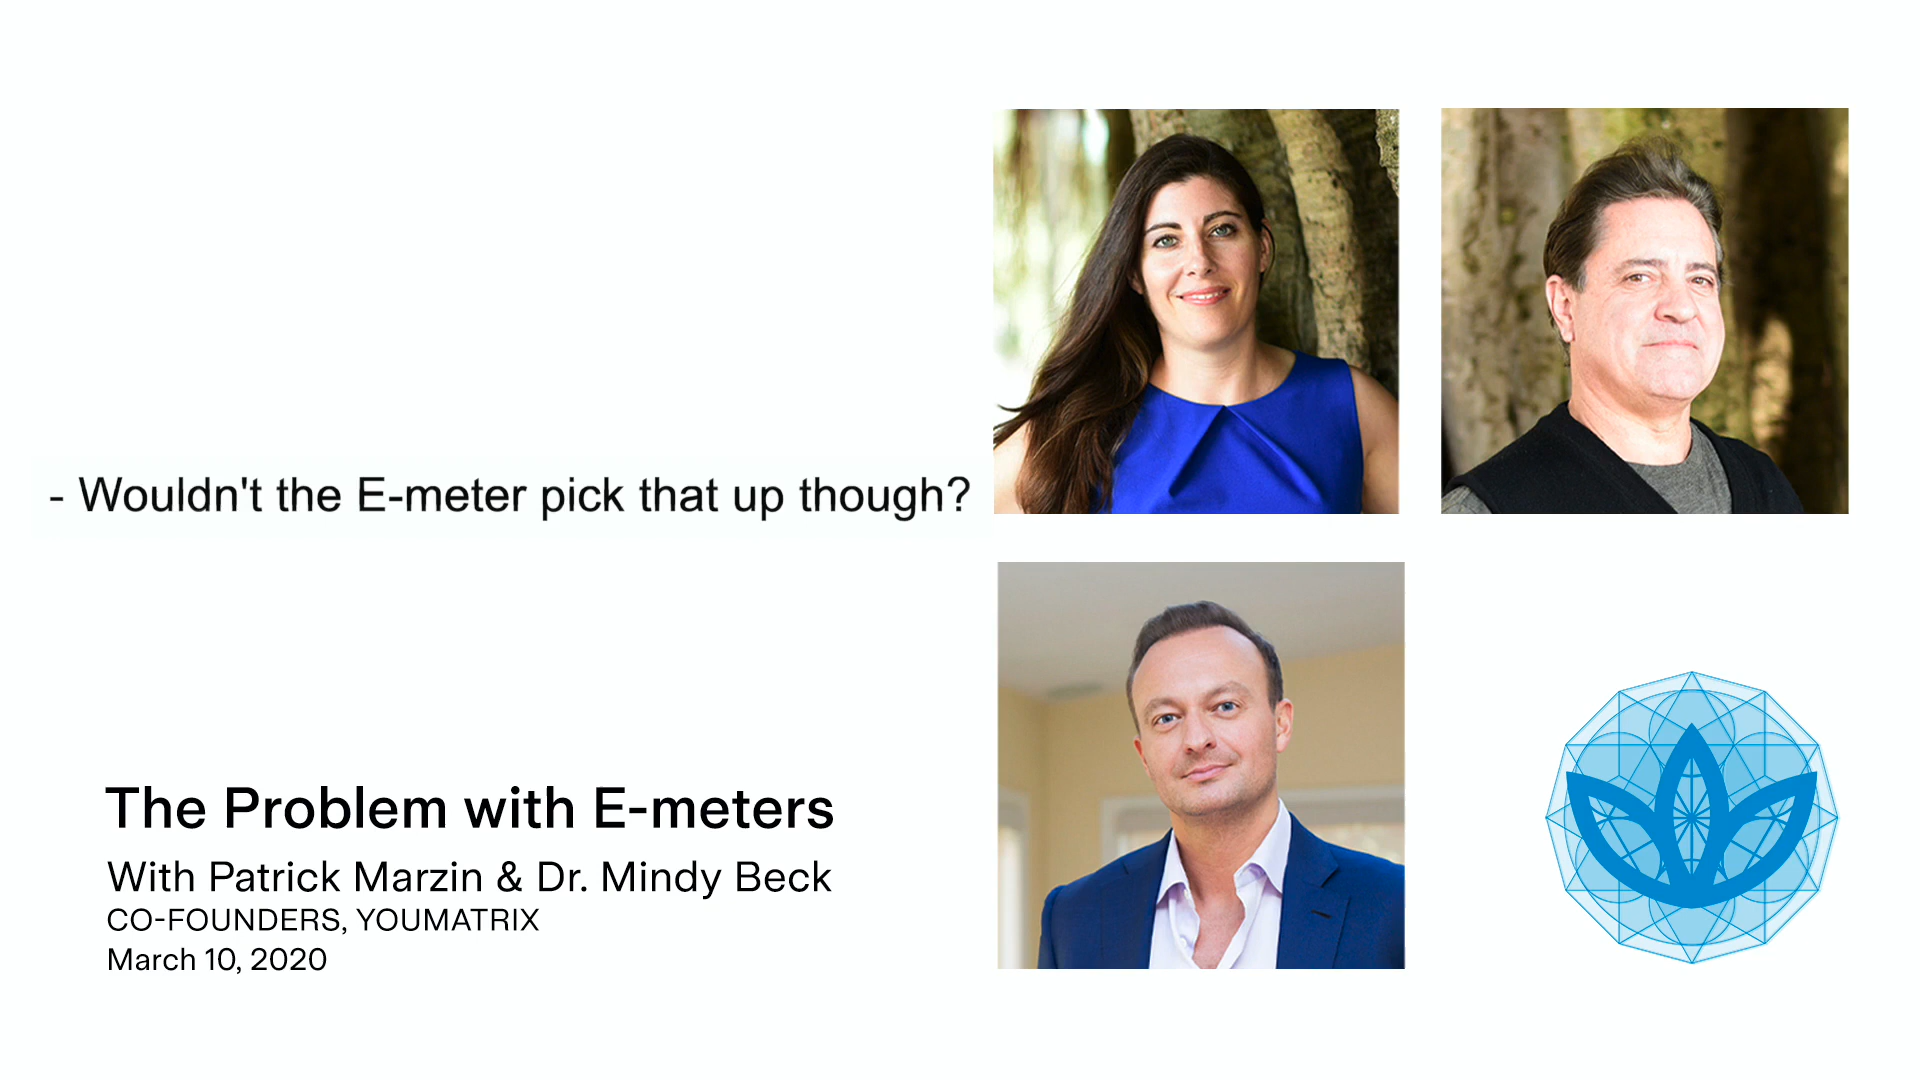 - Wouldn't the E-meter pick that up though?
The Problem with E-meters
With Patrick Marzin & Dr. Mindy Beck
CO-FOUNDERS, YOUMATRIX
March 10, 2020